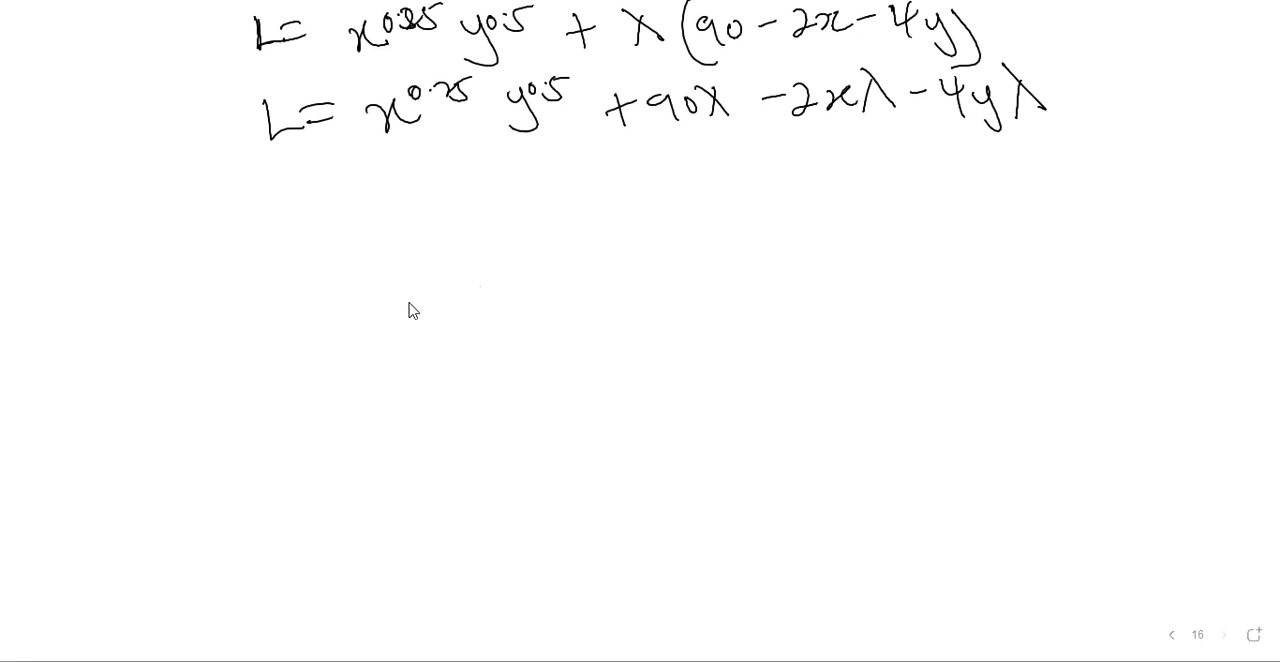 L= x^0.25 y^0.5 + λ(90 - 2x - 4y)
L= x^0.25 y^0.5 + 90λ - 2xλ - 4yλ
16